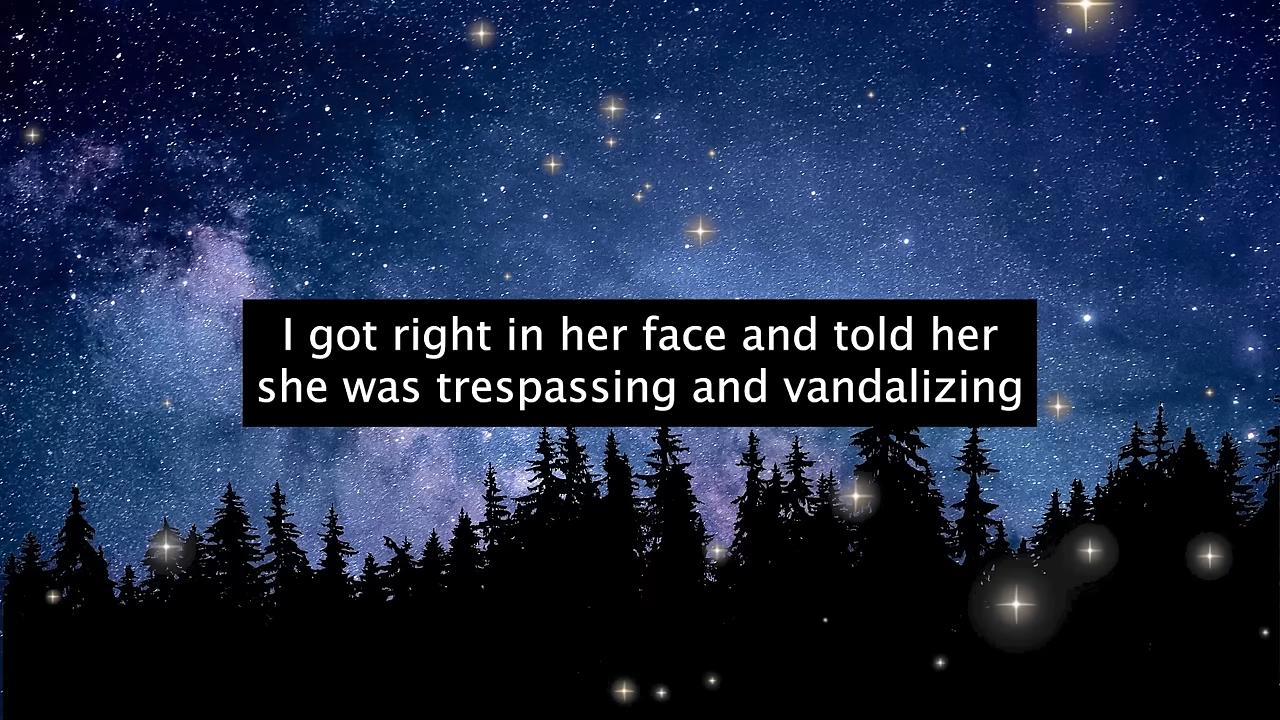 I got right in her face and told her
she was trespassing and vandalizing